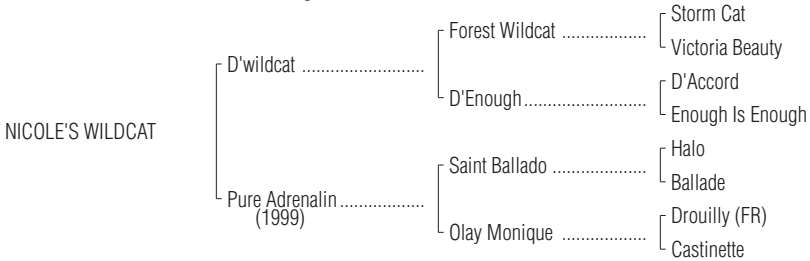 Storm Cat
Forest Wildcat ..................
Victoria Beauty
D'wildcat ..........................
D'Accord
D'Enough..........................
Enough Is Enough
NICOLE'S WILDCAT
Halo
Saint Ballado ....................
Ballade
Pure Adrenalin..................
(1999)
Drouilly (FR)
Olay Monique ..................
Castinette